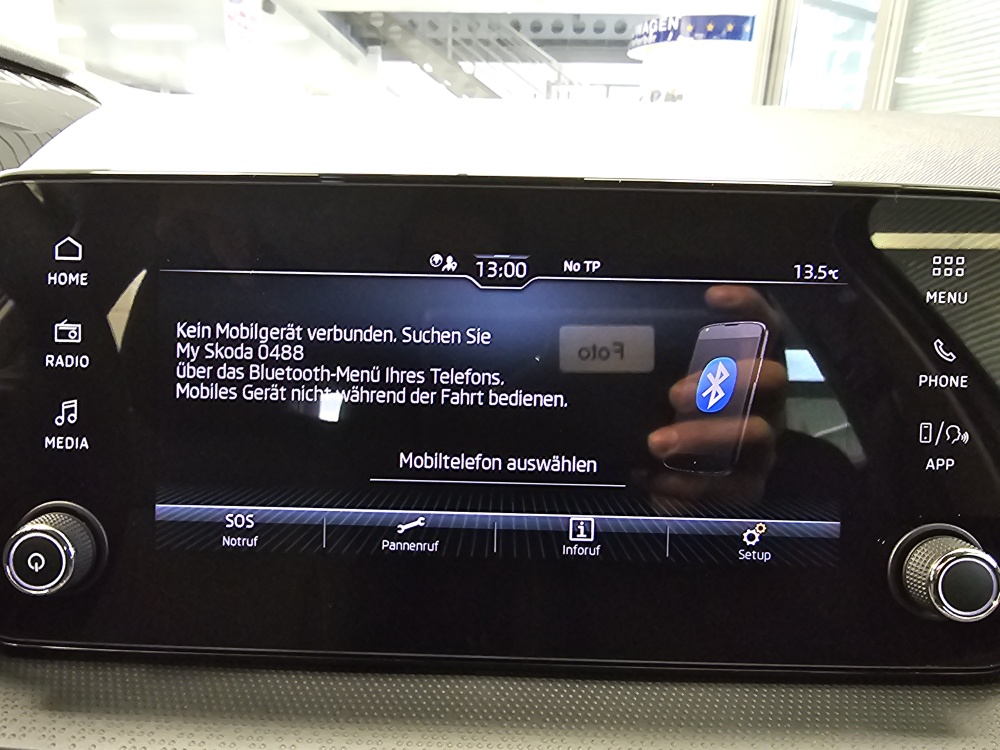 WAGEN
13:00
No TP
13.5°C
HOME
RADIO
MEDIA
MENU
PHONE
APP
Kein Mobilgerät verbunden. Suchen Sie
My Skoda 0488
über das Bluetooth-Menü Ihres Telefons.
Mobiles Gerät nicht während der Fahrt bedienen.
Foto
Mobiltelefon auswählen
SOS
Notruf
Pannenruf
i
Inforuf
Setup